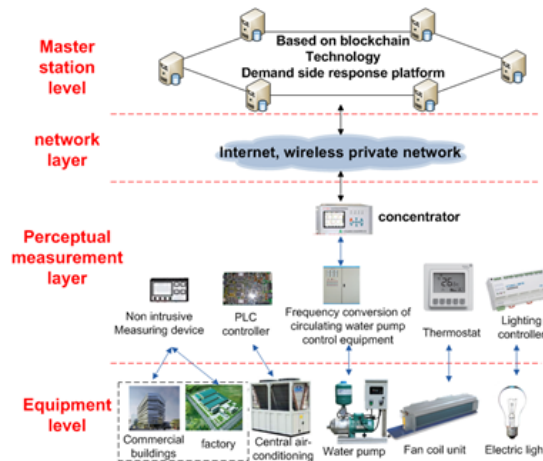 Master
station
level
Based on blockchain
Technology
Demand side response platform
network
layer
Internet, wireless private network
Perceptual
measurement
layer
concentrator
Non intrusive
Measuring device
PLC
controller
Frequency conversion of
circulating water pump
control equipment
Thermostat
Lighting
controller
Equipment
level
Commercial
buildings
factory
Central air-
conditioning
Water pump
Fan coil unit
Electric light